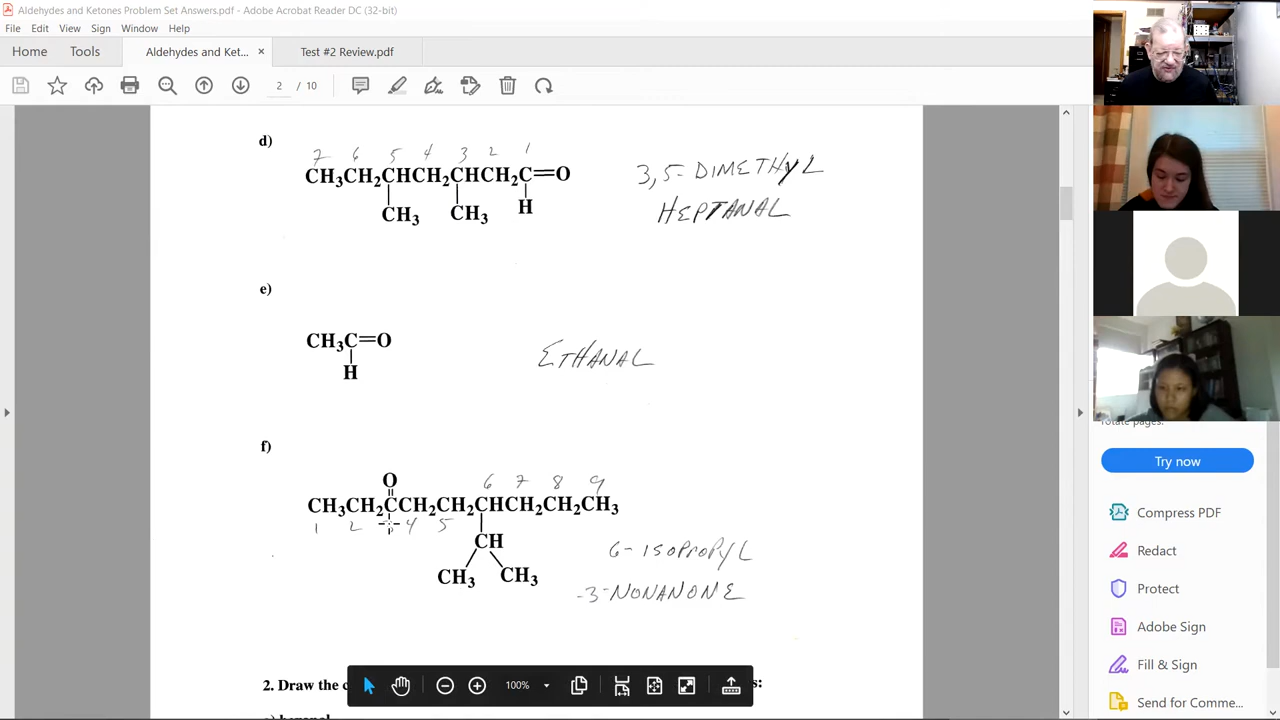 Aldehydes and Ketones Problem Set Answers.pdf - Adobe Acrobat Reader DC (32-bit)
File Edit View Sign Window Help
Home Tools Aldehydes and Ket... × Test #2 Review.pdf
2 / 10
d)
7 6 5 4 3 2 1
CH3CH2CHCH2CHCH2C=O
CH3 CH3 H
3,5-DIMETHYL
HEPTANAL
e)
CH3C=O
H
ETHANAL
f)
O
6 7 8 9
CH3CH2CCH2CH2CHCH2CH2CH3
1 2 4 5
CH
CH3 CH3
6-ISOPROPYL
-3-NONANONE
2. Draw the c
s:
100%
a) hexanal
rotate pages.
Try now
Compress PDF
Redact
Protect
Adobe Sign
Fill & Sign
Send for Comme...